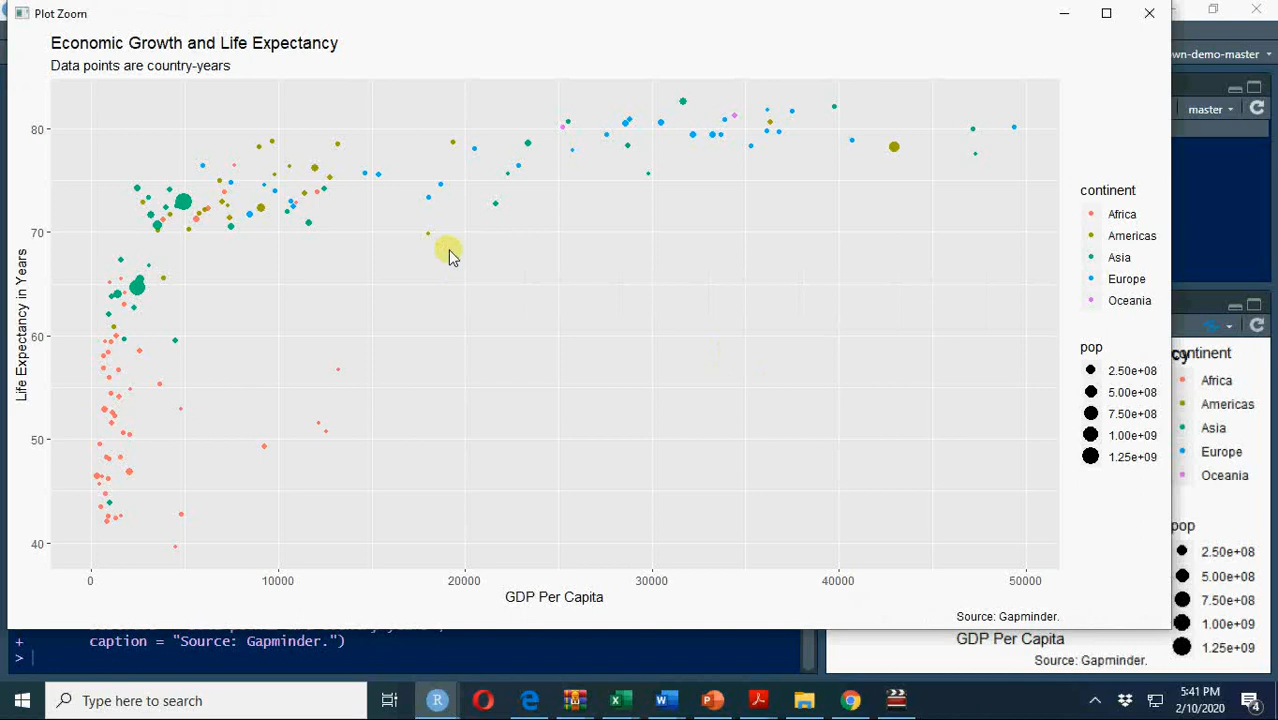 Plot Zoom
wn-demo-master
master
Economic Growth and Life Expectancy
Data points are country-years
80
70
60
50
40
Life Expectancy in Years
0
10000
20000
30000
40000
50000
GDP Per Capita
Source: Gapminder.
continent
Africa
Americas
Asia
Europe
Oceania
pop
2.50e+08
5.00e+08
7.50e+08
1.00e+09
1.25e+09
continent
Africa
Americas
Asia
Europe
Oceania
pop
2.50e+08
5.00e+08
7.50e+08
1.00e+09
1.25e+09
GDP Per Capita
Source: Gapminder.
+ caption = "Source: Gapminder.")
>
Type here to search
5:41 PM
2/10/2020
4